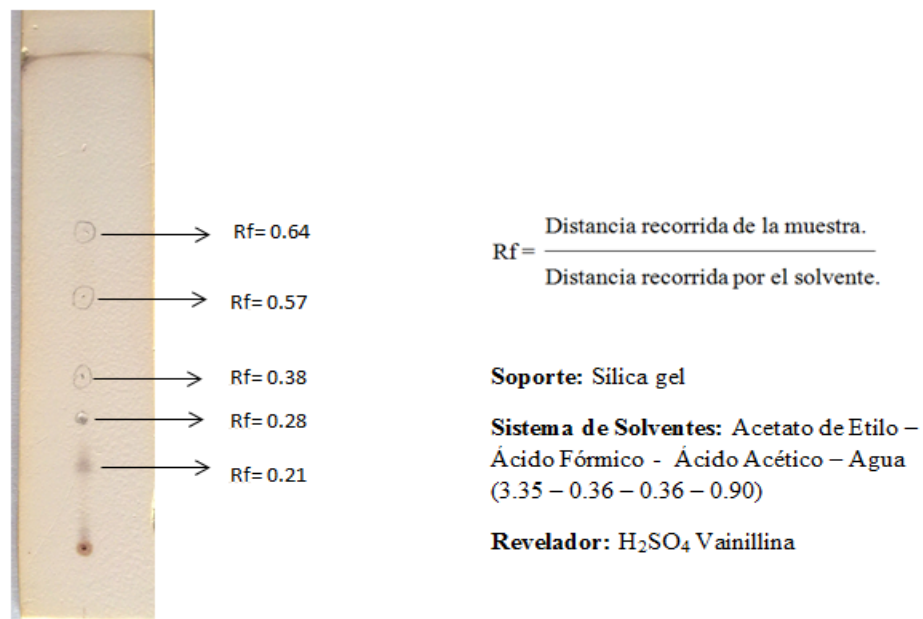 Rf= 0.64
Rf= 0.57
Rf= 0.38
Rf= 0.28
Rf= 0.21
Rf = Distancia recorrida de la muestra.
Distancia recorrida por el solvente.
Soporte: Sílica gel
Sistema de Solventes: Acetato de Etilo –
Ácido Fórmico - Ácido Acético – Agua
(3.35 – 0.36 – 0.36 – 0.90)
Revelador: H₂SO₄ Vainillina